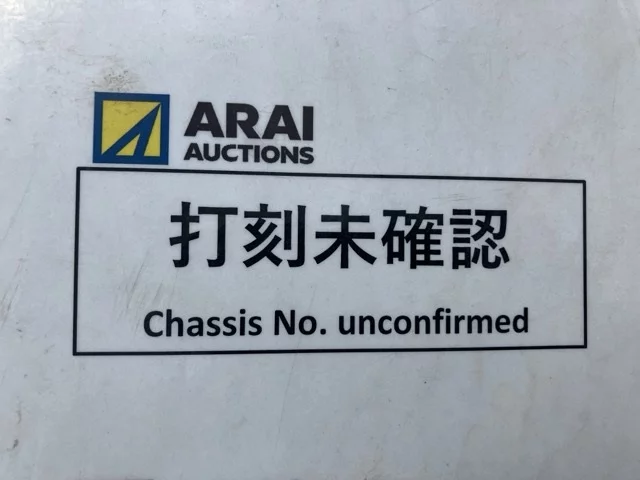 ARAI
AUCTIONS
打刻未確認
Chassis No. unconfirmed